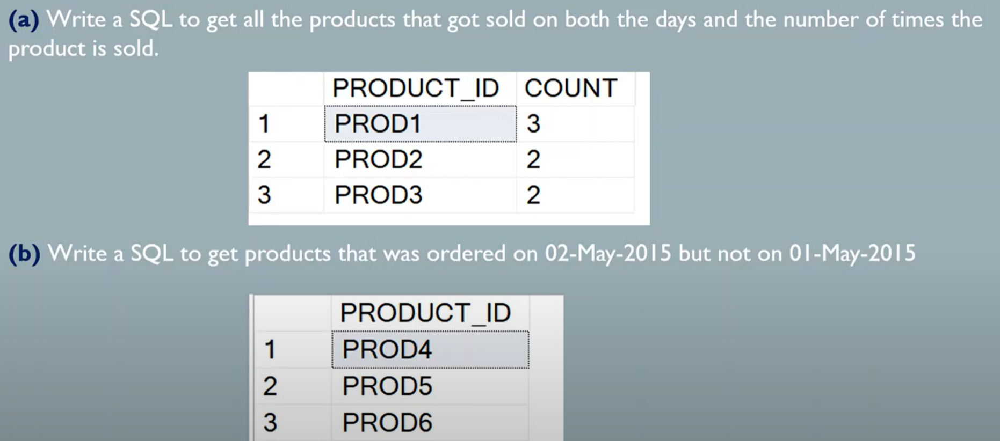 (a) Write a SQL to get all the products that got sold on both the days and the number of times the
product is sold.
PRODUCT_ID COUNT
1 PROD1 3
2 PROD2 2
3 PROD3 2
(b) Write a SQL to get products that was ordered on 02-May-2015 but not on 01-May-2015
PRODUCT_ID
1 PROD4
2 PROD5
3 PROD6